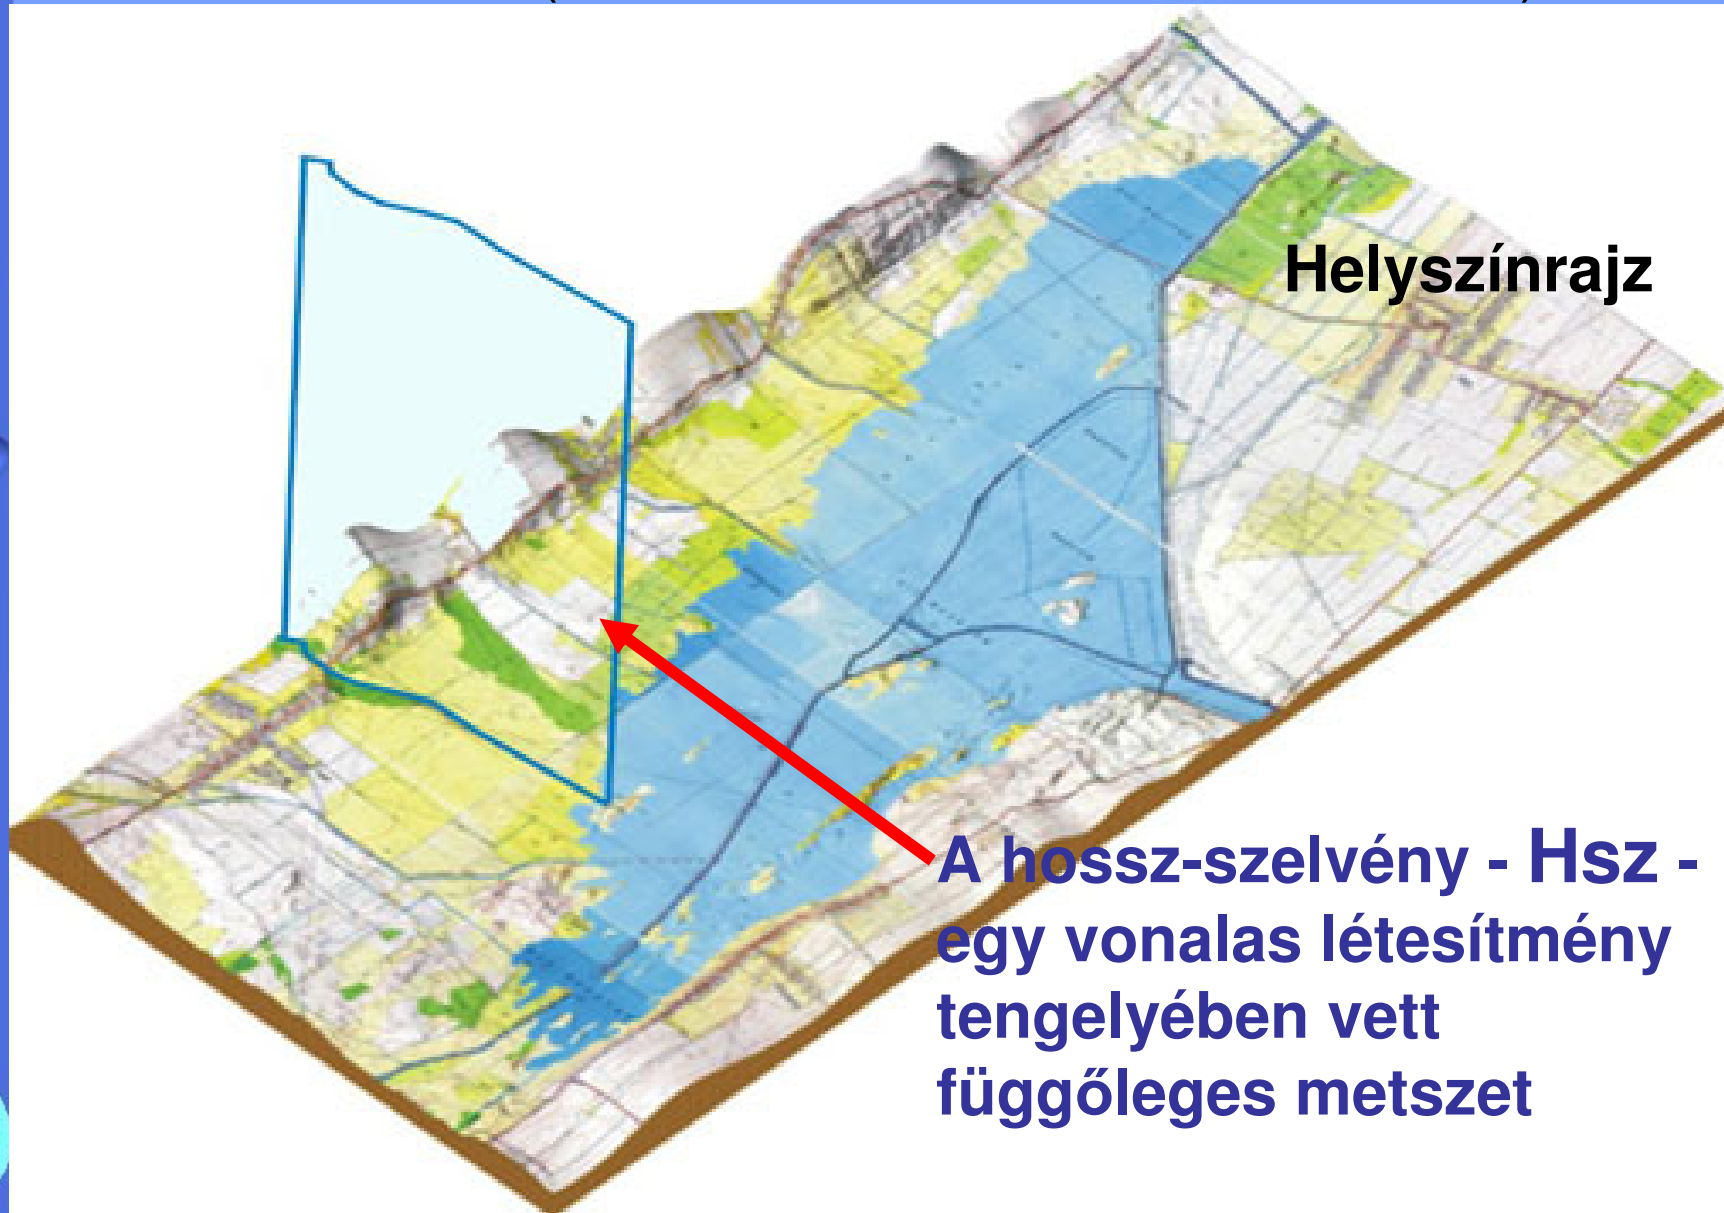 Helyszínrajz
A hossz-szelvény - Hsz -
egy vonalas létesítmény
tengelyében vett
függőleges metszet